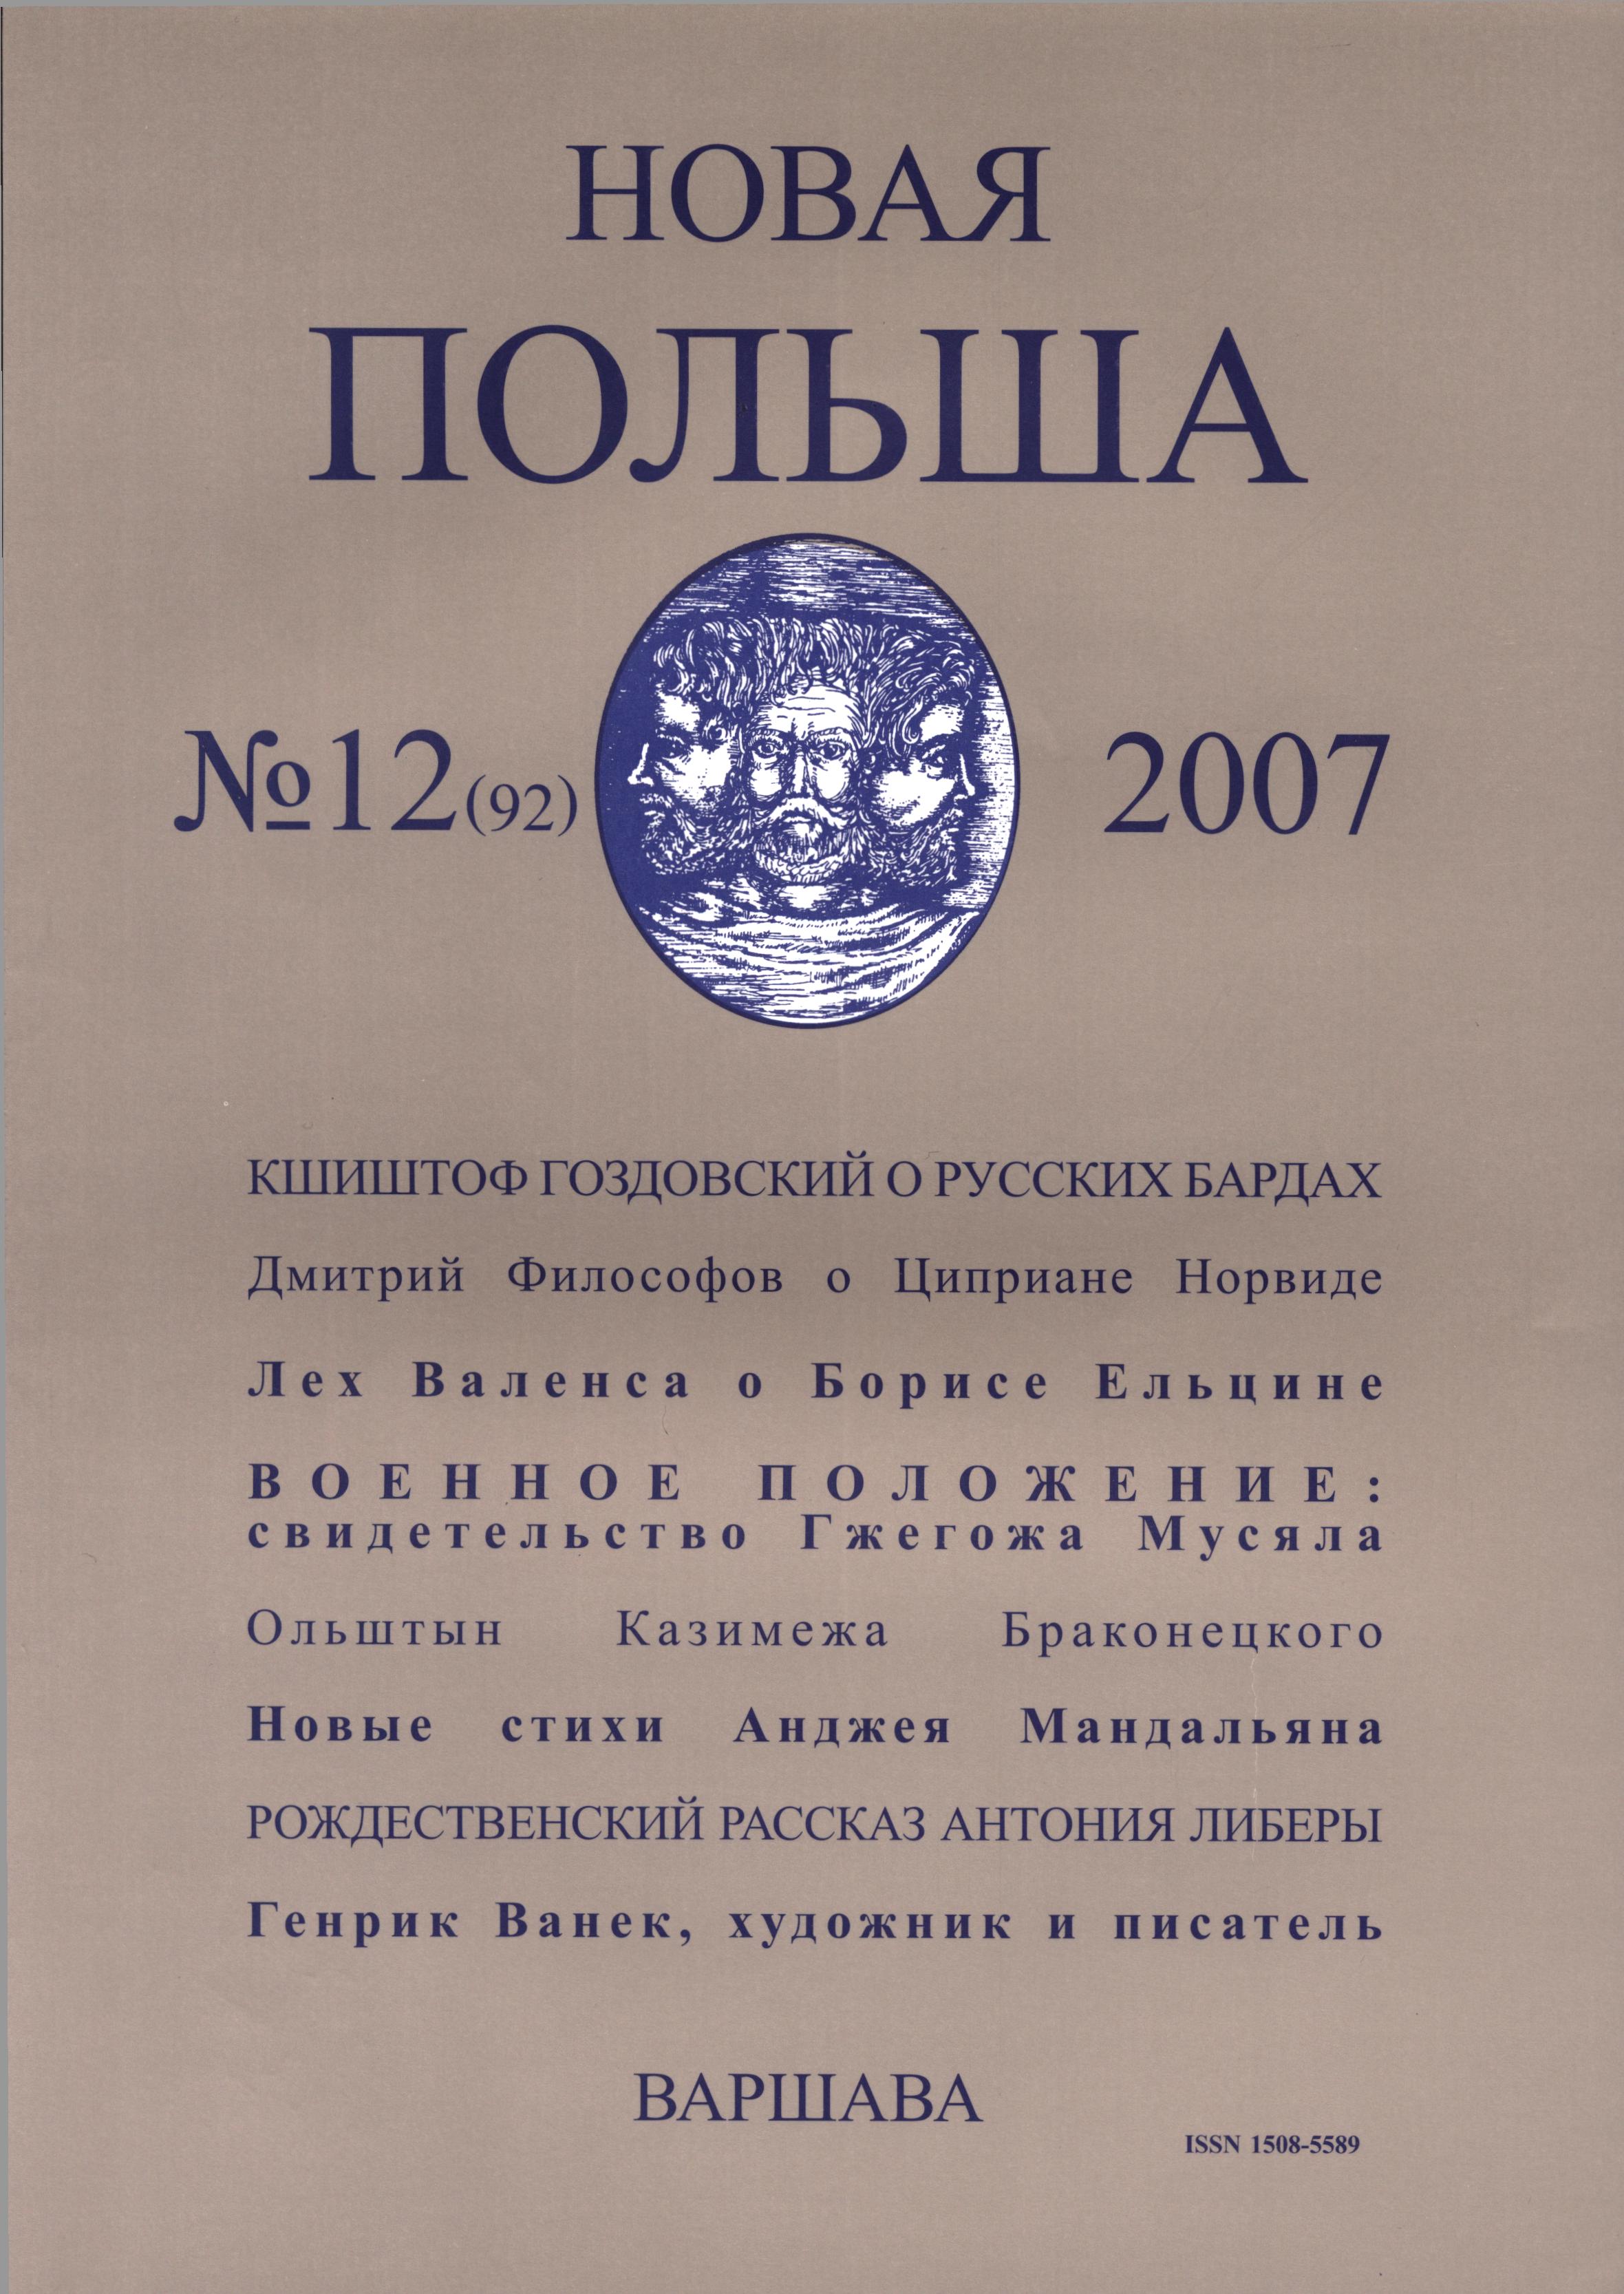 НОВАЯ
ПОЛЬША
№12(92) 2007
КШИШТОФ ГОЗДОВСКИЙ О РУССКИХ БАРДАХ
Дмитрий Философов о Циприане Норвиде
Лех Валенса о Борисе Ельцине
ВОЕННОЕ ПОЛОЖЕНИЕ:
свидетельство Гжегожа Мусяла
Ольштын Казимежа Браконецкого
Новые стихи Анджея Мандальяна
РОЖДЕСТВЕНСКИЙ РАССКАЗ АНТОНИЯ ЛИБЕРЫ
Генрик Ванек, художник и писатель
ВАРШАВА
ISSN 1508-5589